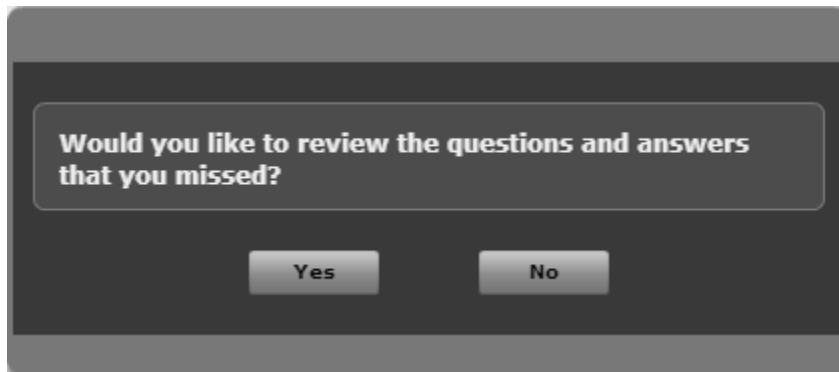 Would you like to review the questions and answers
that you missed?
Yes
No